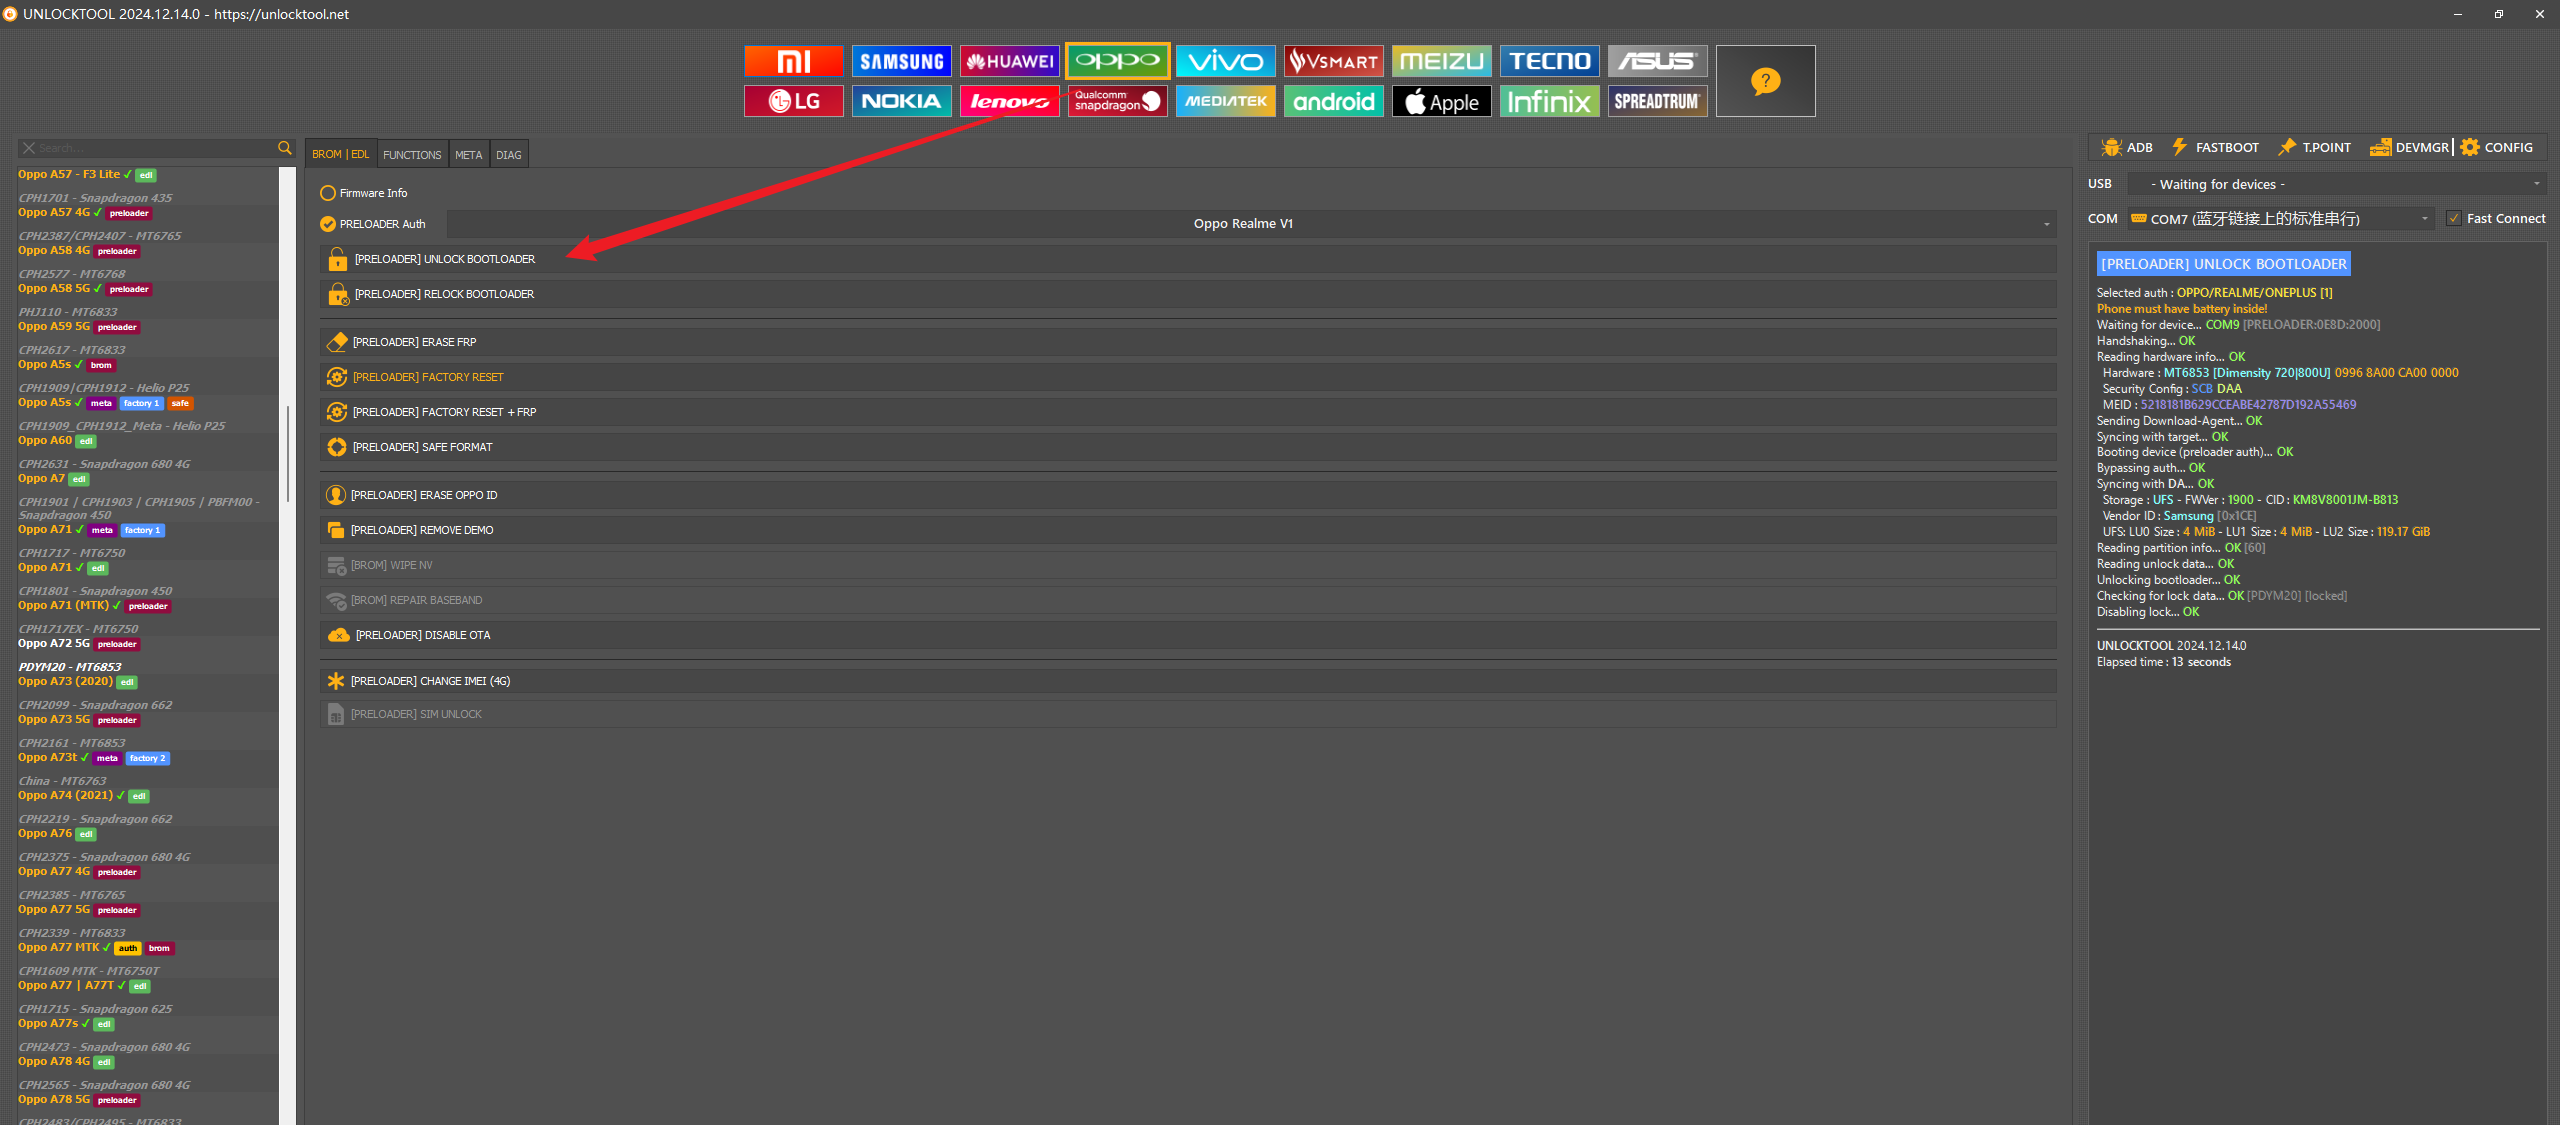 UNLOCKTOOL 2024.12.14.0 - https://unlocktool.net
MI SAMSUNG HUAWEI OPPO VIVO VSMART MEIZU TECNO ASUS
LG NOKIA lenovo Qualcomm snapdragon MEDIATEK android Apple Infinix SPREADTRUM
?
Search...
Oppo A57 - F3 Lite ✓ edl
CPH1701 - Snapdragon 435
Oppo A57 4G ✓ preloader
CPH2387/CPH2407 - MT6765
Oppo A58 4G preloader
CPH2577 - MT6768
Oppo A58 5G ✓ preloader
PHJ110 - MT6833
Oppo A59 5G preloader
CPH2617 - MT6833
Oppo A5s ✓ brom
CPH1909|CPH1912 - Helio P25
Oppo A5s ✓ meta factory 1 safe
CPH1909_CPH1912_Meta - Helio P25
Oppo A60 edl
CPH2631 - Snapdragon 680 4G
Oppo A7 edl
CPH1901 | CPH1903 | CPH1905 | PBFM00 -
Snapdragon 450
Oppo A71 ✓ meta factory 1
CPH1717 - MT6750
Oppo A71 ✓ edl
CPH1801 - Snapdragon 450
Oppo A71 (MTK) ✓ preloader
CPH1717EX - MT6750
Oppo A72 5G preloader
PDYM20 - MT6853
Oppo A73 (2020) edl
CPH2099 - Snapdragon 662
Oppo A73 5G preloader
CPH2161 - MT6853
Oppo A73t ✓ meta factory 2
China - MT6763
Oppo A74 (2021) ✓ edl
CPH2219 - Snapdragon 662
Oppo A76 edl
CPH2375 - Snapdragon 680 4G
Oppo A77 4G preloader
CPH2385 - MT6765
Oppo A77 5G preloader
CPH2339 - MT6833
Oppo A77 MTK ✓ auth brom
CPH1609 MTK - MT6750T
Oppo A77 | A77T ✓ edl
CPH1715 - Snapdragon 625
Oppo A77s ✓ edl
CPH2473 - Snapdragon 680 4G
Oppo A78 4G edl
CPH2565 - Snapdragon 680 4G
Oppo A78 5G preloader
CPH2483/CPH2495 - MT6833
BROM | EDL FUNCTIONS META DIAG
Firmware Info
PRELOADER Auth Oppo Realme V1
[PRELOADER] UNLOCK BOOTLOADER
[PRELOADER] RELOCK BOOTLOADER
[PRELOADER] ERASE FRP
[PRELOADER] FACTORY RESET
[PRELOADER] FACTORY RESET + FRP
[PRELOADER] SAFE FORMAT
[PRELOADER] ERASE OPPO ID
[PRELOADER] REMOVE DEMO
[BROM] WIPE NV
[BROM] REPAIR BASEBAND
[PRELOADER] DISABLE OTA
[PRELOADER] CHANGE IMEI (4G)
[PRELOADER] SIM UNLOCK
ADB FASTBOOT T.POINT DEVMGR CONFIG
USB - Waiting for devices -
COM COM7 (蓝牙链接上的标准串行) Fast Connect
[PRELOADER] UNLOCK BOOTLOADER
Selected auth : OPPO/REALME/ONEPLUS [1]
Phone must have battery inside!
Waiting for device... COM9 [PRELOADER:0E8D:2000]
Handshaking... OK
Reading hardware info... OK
Hardware : MT6853 [Dimensity 720|800U] 0996 8A00 CA00 0000
Security Config : SCB DAA
MEID : 5218181B629CCEABE42787D192A55469
Sending Download-Agent... OK
Syncing with target... OK
Booting device (preloader auth)... OK
Bypassing auth... OK
Syncing with DA... OK
Storage : UFS - FWVer : 1900 - CID : KM8V8001JM-B813
Vendor ID : Samsung [0x1CE]
UFS: LU0 Size : 4 MiB - LU1 Size : 4 MiB - LU2 Size : 119.17 GiB
Reading partition info... OK [60]
Reading unlock data... OK
Unlocking bootloader... OK
Checking for lock data... OK [PDYM20] [locked]
Disabling lock... OK
UNLOCKTOOL 2024.12.14.0
Elapsed time : 13 seconds